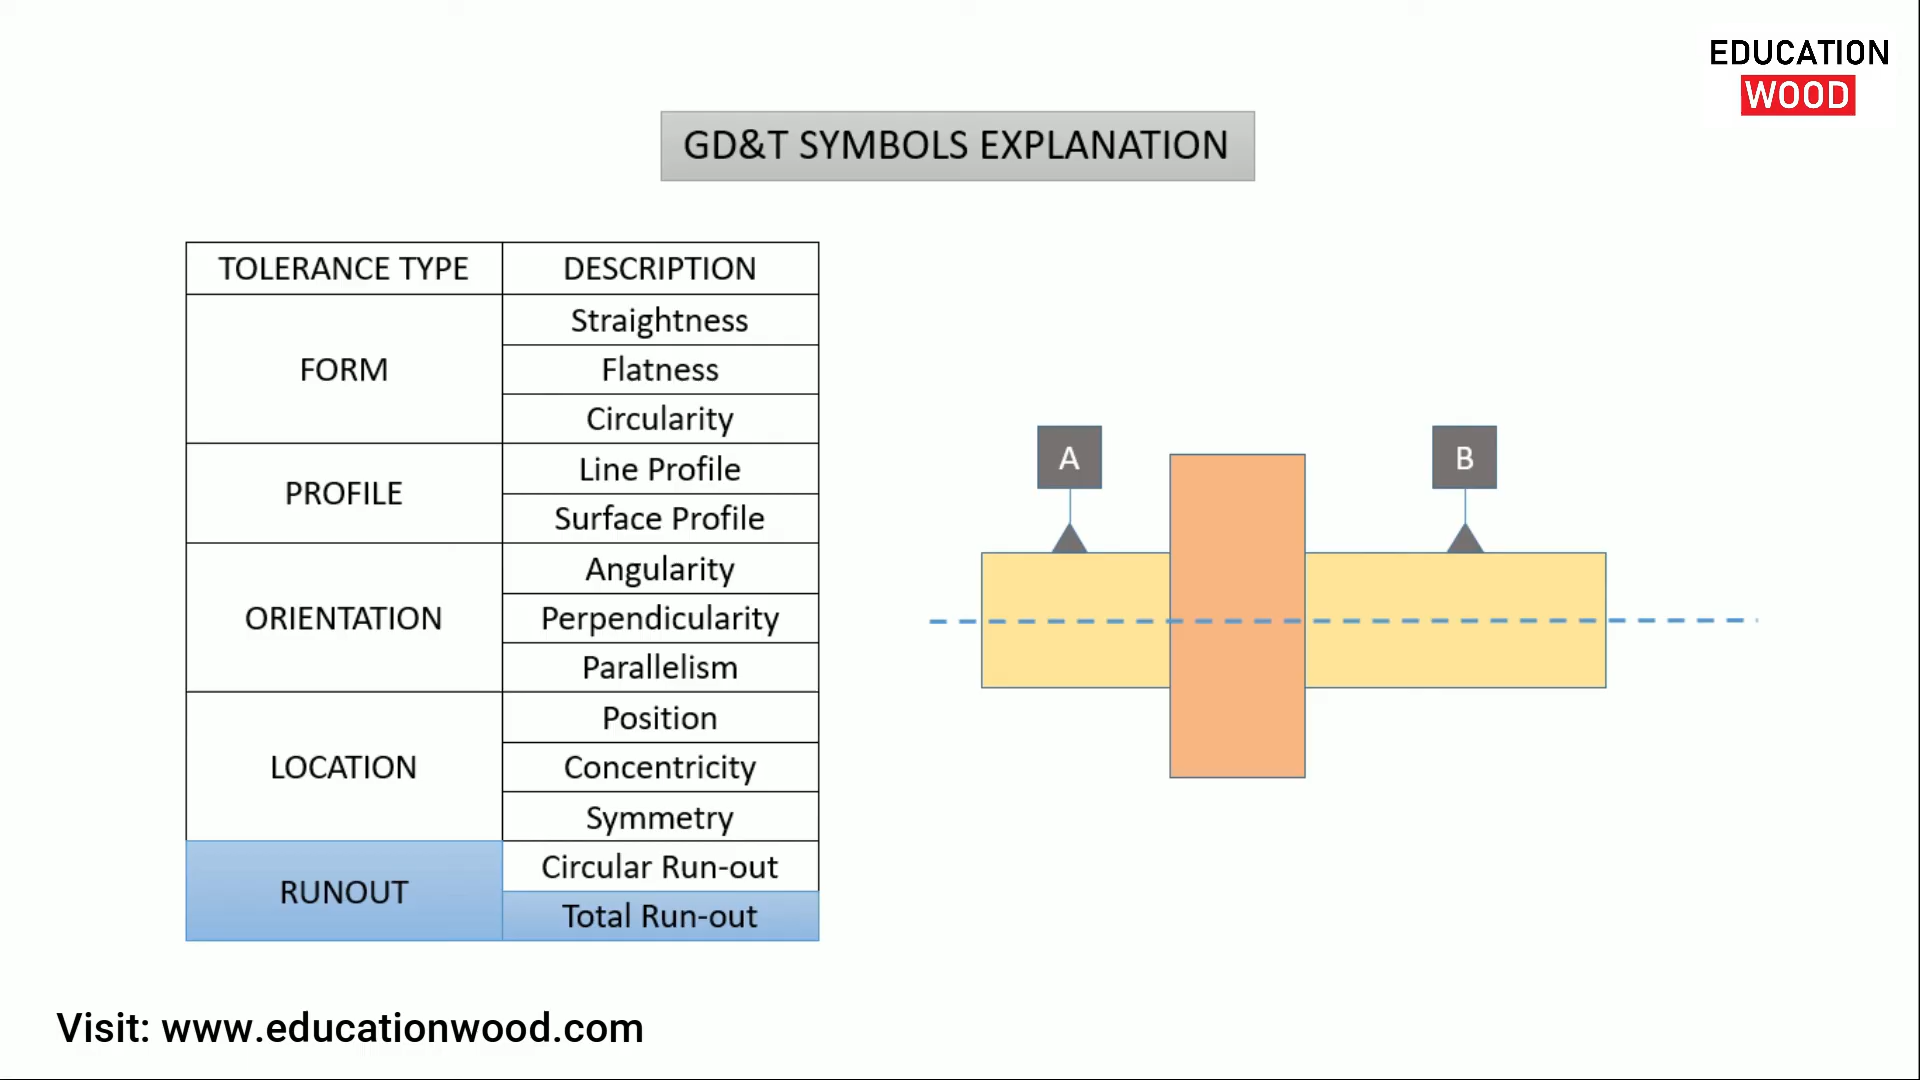 EDUCATION
WOOD
GD&T SYMBOLS EXPLANATION
TOLERANCE TYPE DESCRIPTION
FORM
Straightness
Flatness
Circularity
PROFILE
Line Profile
Surface Profile
ORIENTATION
Angularity
Perpendicularity
Parallelism
LOCATION
Position
Concentricity
Symmetry
RUNOUT
Circular Run-out
Total Run-out
A
B
Visit: www.educationwood.com